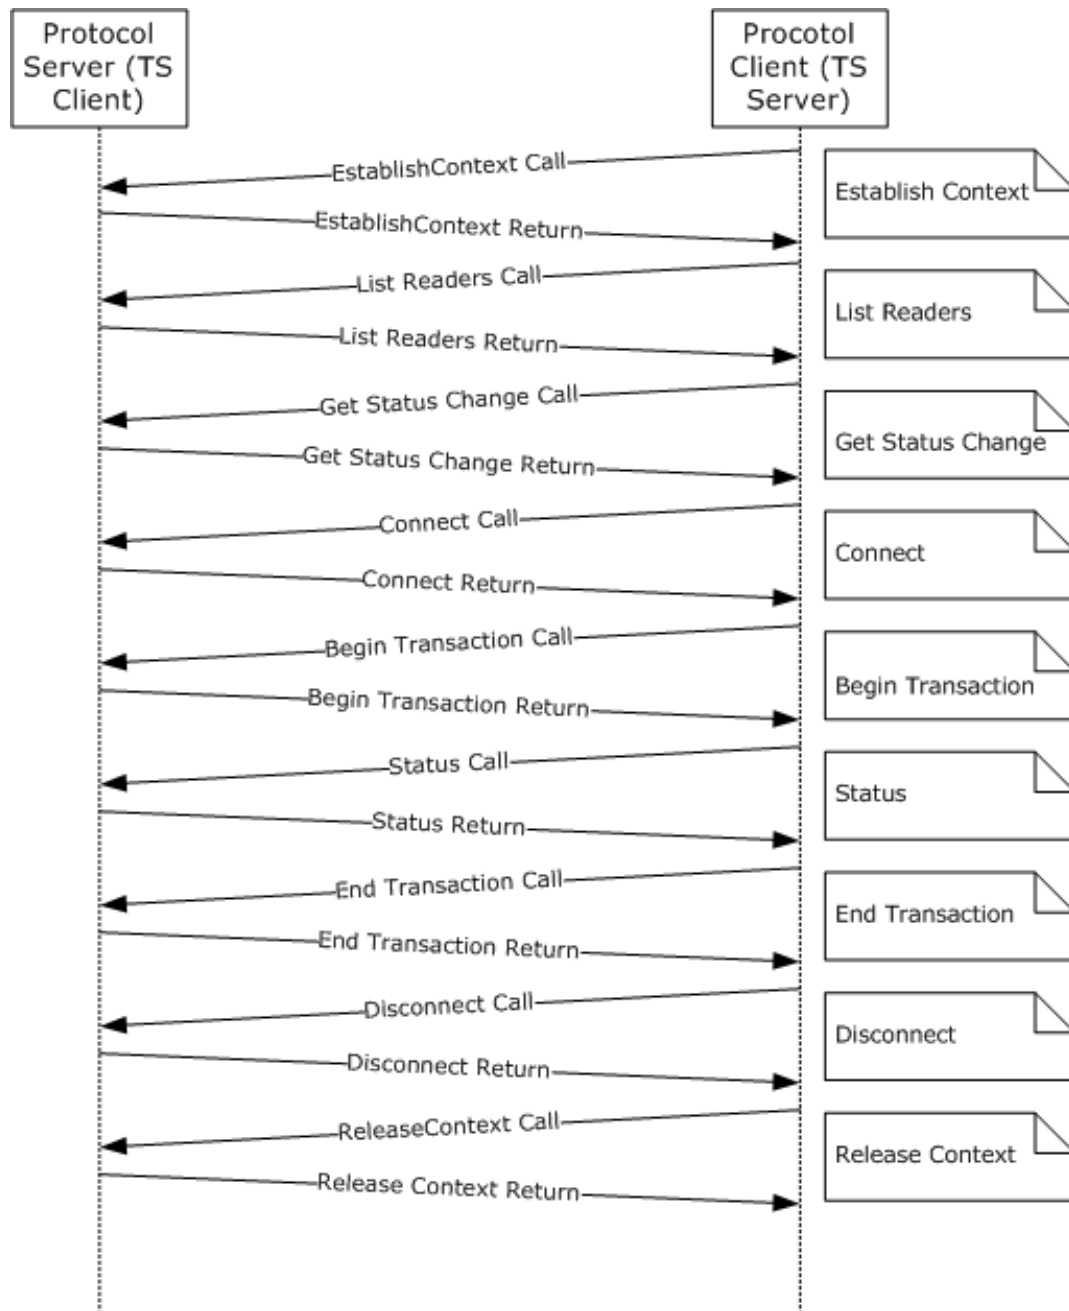 Protocol
Server (TS
Client)
Procotol
Client (TS
Server)
EstablishContext Call
Establish Context
EstablishContext Return
List Readers Call
List Readers
List Readers Return
Get Status Change Call
Get Status Change
Get Status Change Return
Connect Call
Connect
Connect Return
Begin Transaction Call
Begin Transaction
Begin Transaction Return
Status Call
Status
Status Return
End Transaction Call
End Transaction
End Transaction Return
Disconnect Call
Disconnect
Disconnect Return
ReleaseContext Call
Release Context
Release Context Return